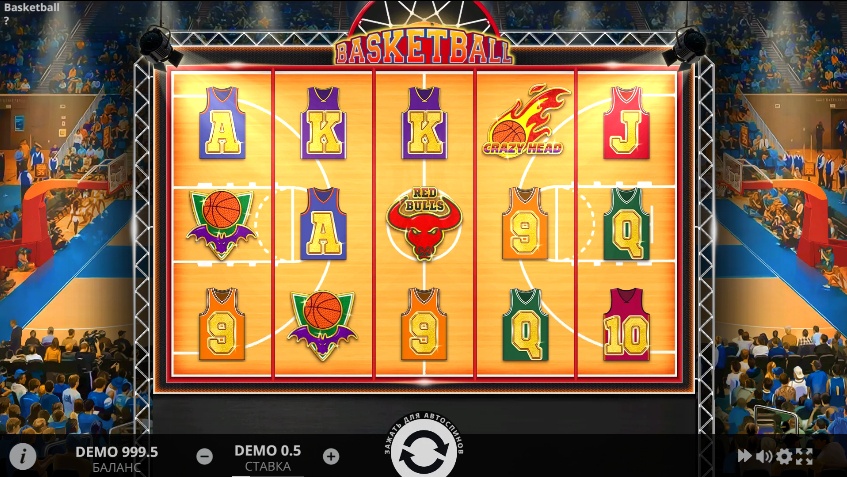 Basketball
?
BASKETBALL
A
K
K
CRAZY HEAD
J
A
RED
BULLS
9
Q
9
9
Q
10
ЗАЖАТЬ ДЛЯ АВТОСПИНОВ
i
DEMO 999.5
БАЛАНС
DEMO 0.5
СТАВКА